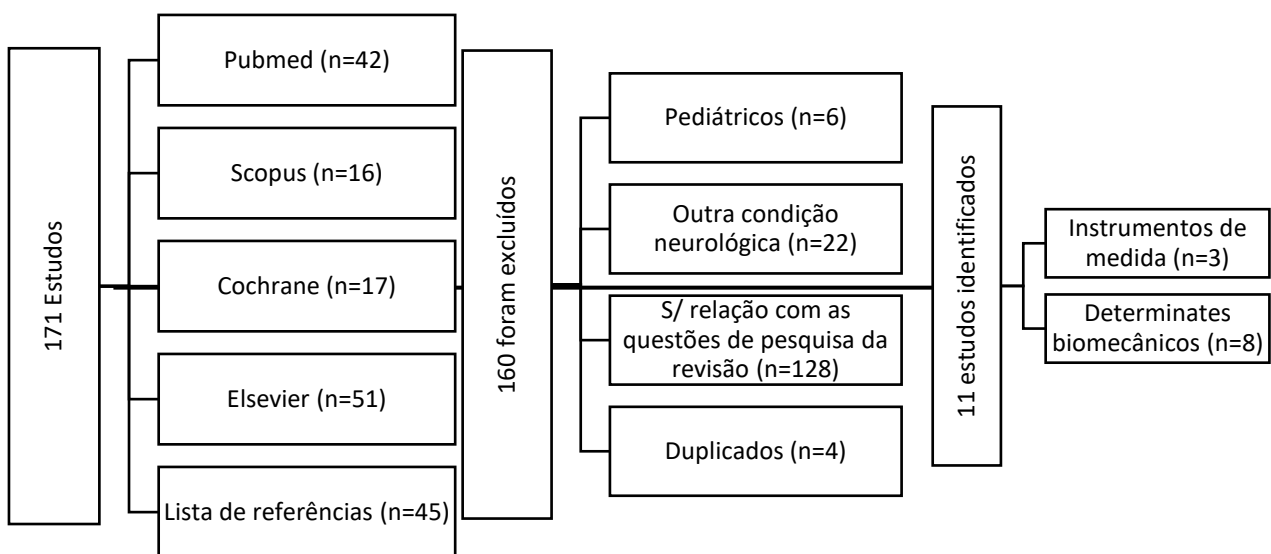 171 Estudos
Pubmed (n=42)
Scopus (n=16)
Cochrane (n=17)
Elsevier (n=51)
Lista de referências (n=45)
160 foram excluídos
Pediátricos (n=6)
Outra condição
neurológica (n=22)
S/ relação com as
questões de pesquisa da
revisão (n=128)
Duplicados (n=4)
11 estudos identificados
Instrumentos de
medida (n=3)
Determinates
biomecânicos (n=8)